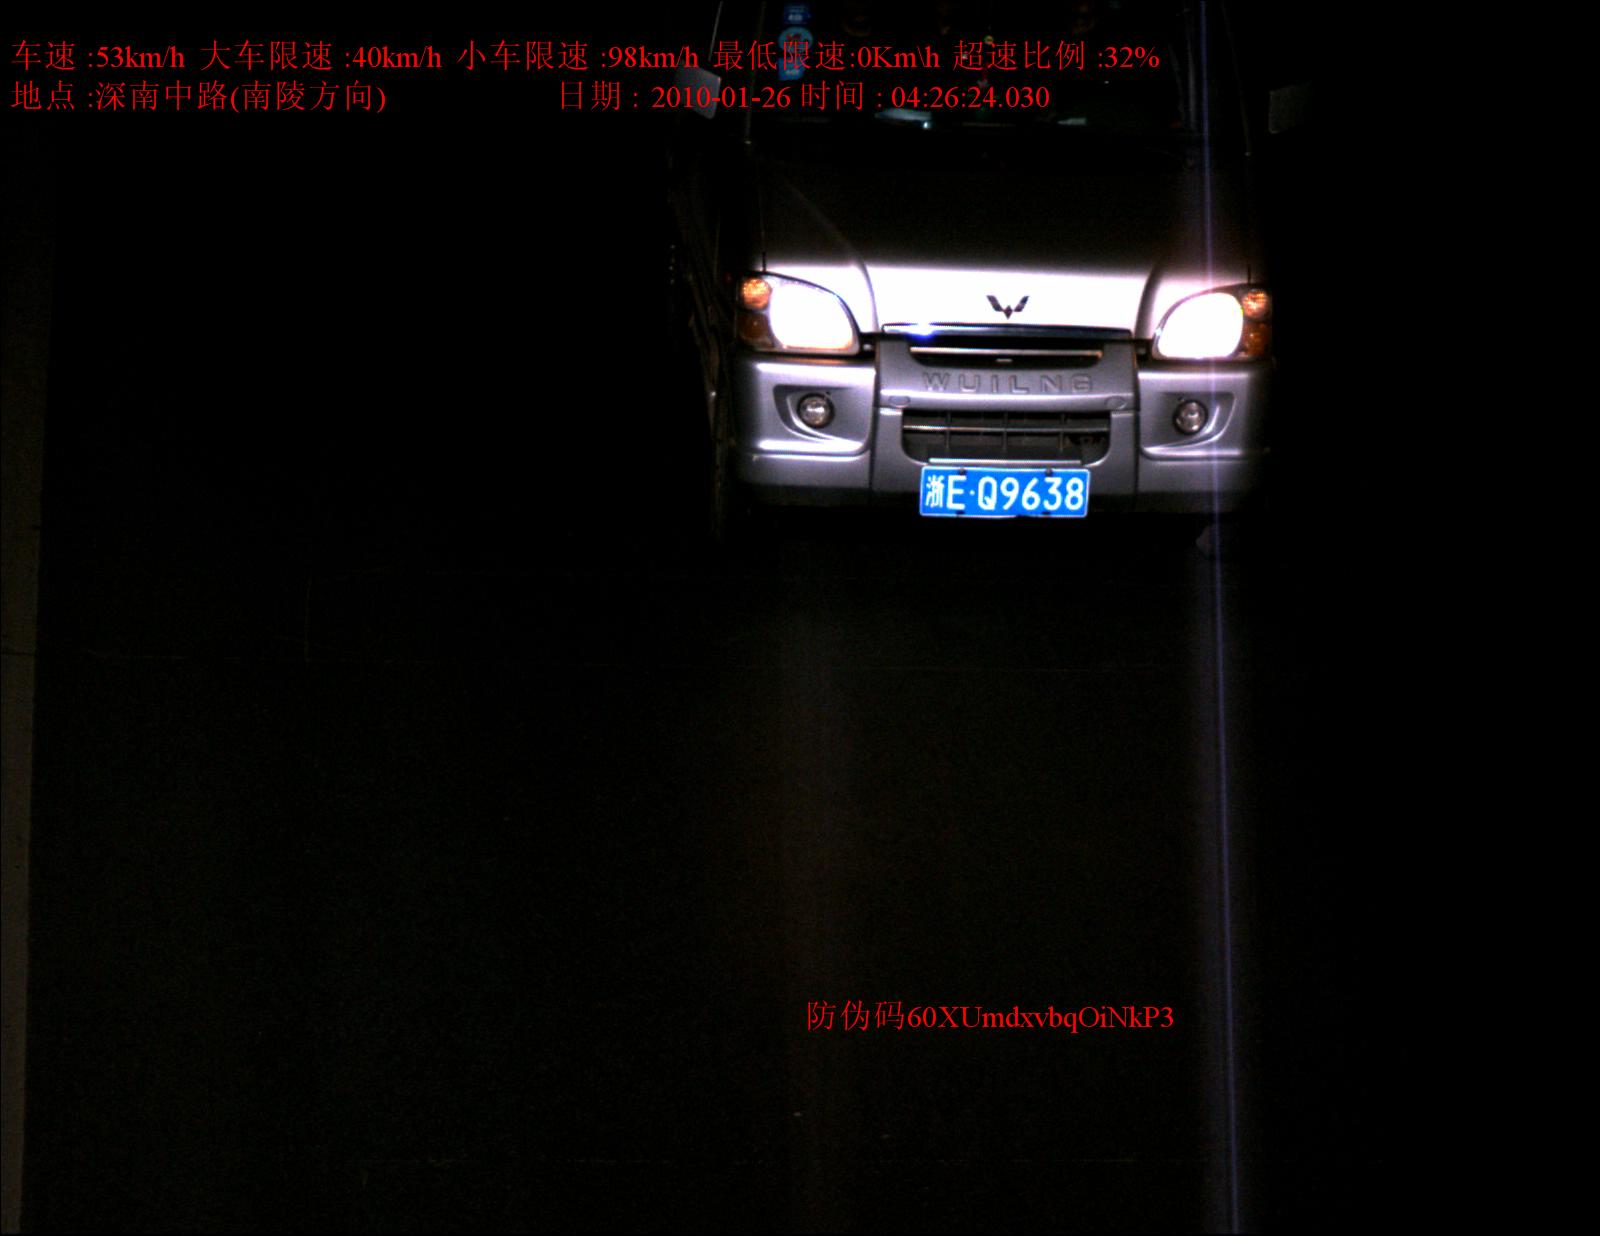 车速 :53km/h 大车限速 :40km/h 小车限速 :98km/h 最低限速:0Km\h 超速比例 :32%
地点 :深南中路(南陵方向) 日期 : 2010-01-26 时间 : 04:26:24.030
WUILNG
浙E·Q9638
防伪码60XUmdxvbqOiNkP3